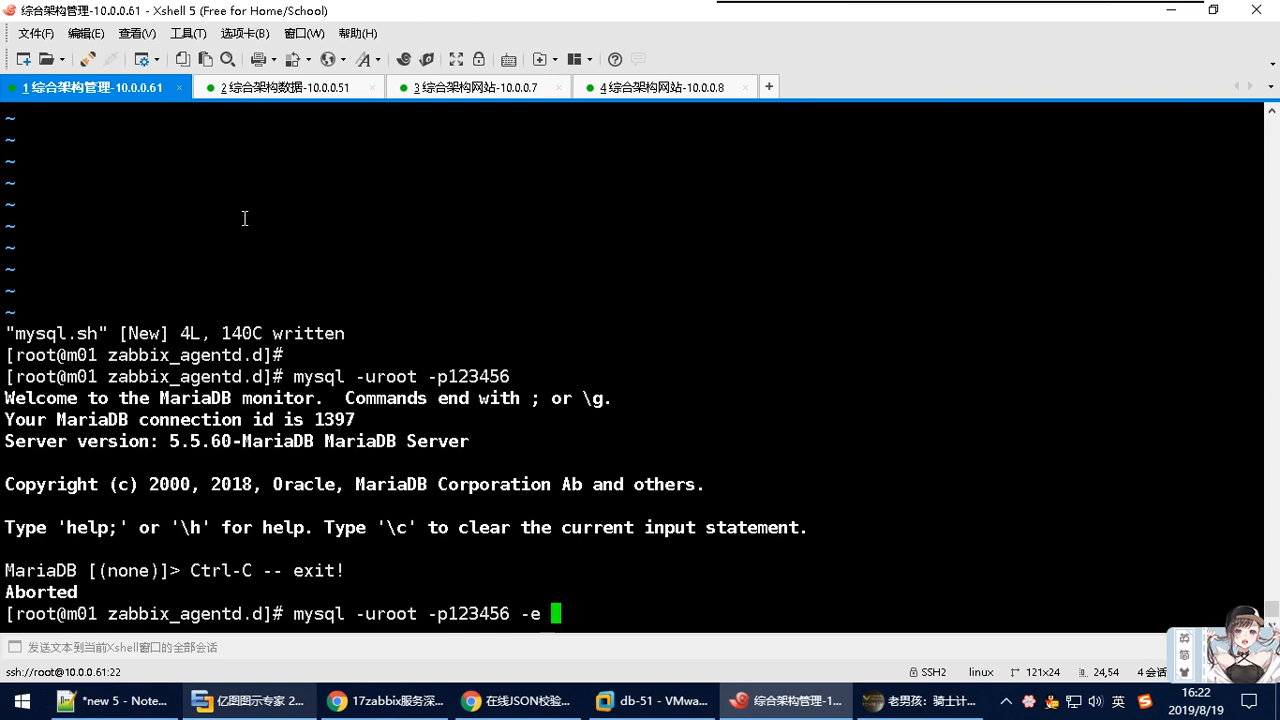 综合架构管理-10.0.0.61 - Xshell 5 (Free for Home/School)
文件(F) 编辑(E) 查看(V) 工具(T) 选项卡(B) 窗口(W) 帮助(H)
1 综合架构管理-10.0.0.61 × 2 综合架构数据-10.0.0.51 × 3 综合架构网站-10.0.0.7 × 4 综合架构网站-10.0.0.8 × +
~
~
~
~
~
~
~
~
~
~
"mysql.sh" [New] 4L, 140C written
[root@m01 zabbix_agentd.d]#
[root@m01 zabbix_agentd.d]# mysql -uroot -p123456
Welcome to the MariaDB monitor.  Commands end with ; or \g.
Your MariaDB connection id is 1397
Server version: 5.5.60-MariaDB MariaDB Server
Copyright (c) 2000, 2018, Oracle, MariaDB Corporation Ab and others.
Type 'help;' or '\h' for help. Type '\c' to clear the current input statement.
MariaDB [(none)]> Ctrl-C -- exit!
Aborted
[root@m01 zabbix_agentd.d]# mysql -uroot -p123456 -e
发送文本到当前Xshell窗口的全部会话
英
简
ssh://root@10.0.0.61:22 SSH2 linux 121x24 24,54 4会话
*new 5 - Note... 亿图图示专家 2... 17zabbix服务深... 在线JSON校验... db-51 - VMwa... 综合架构管理-1... 老男孩: 骑士计... 英 16:22
2019/8/19